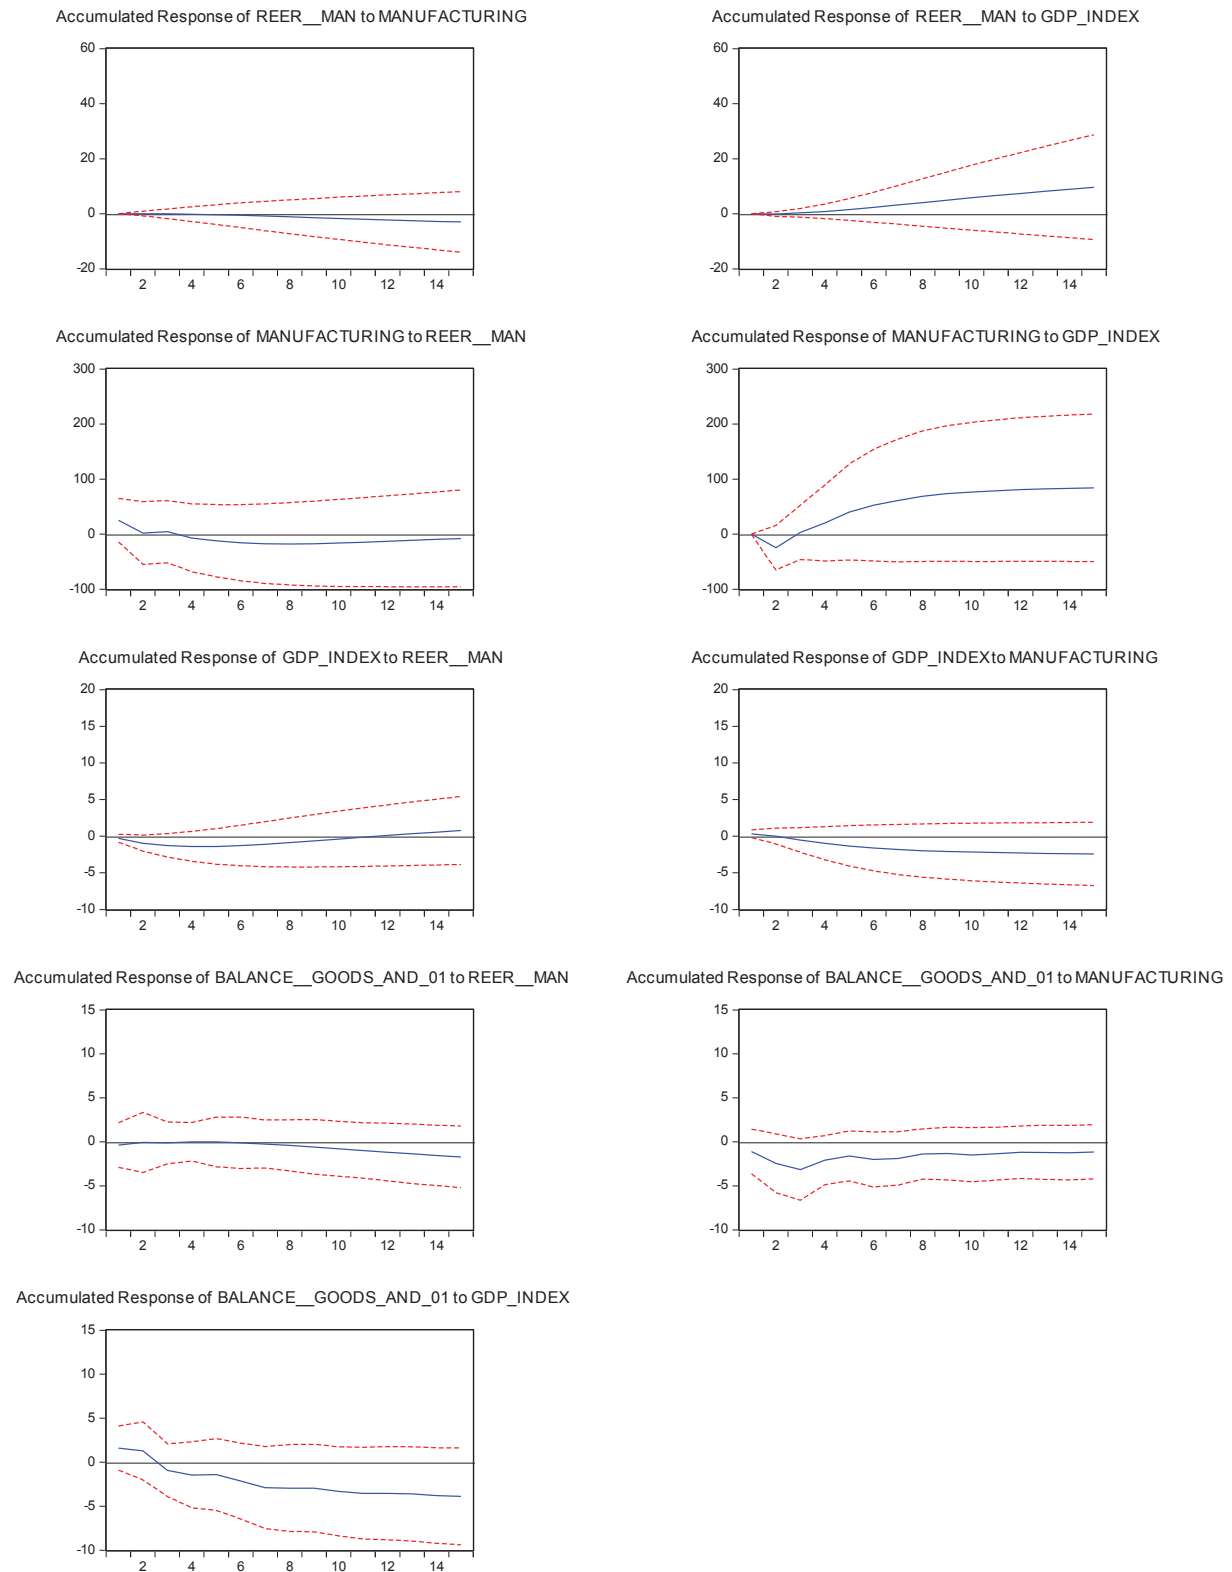 Accumulated Response of REER__MAN to MANUFACTURING
60
40
20
0
-20
2 4 6 8 10 12 14
Accumulated Response of REER__MAN to GDP_INDEX
60
40
20
0
-20
2 4 6 8 10 12 14
Accumulated Response of MANUFACTURING to REER__MAN
300
200
100
0
-100
2 4 6 8 10 12 14
Accumulated Response of MANUFACTURING to GDP_INDEX
300
200
100
0
-100
2 4 6 8 10 12 14
Accumulated Response of GDP_INDEX to REER__MAN
20
15
10
5
0
-5
-10
2 4 6 8 10 12 14
Accumulated Response of GDP_INDEX to MANUFACTURING
20
15
10
5
0
-5
-10
2 4 6 8 10 12 14
Accumulated Response of BALANCE__GOODS_AND_01 to REER__MAN
15
10
5
0
-5
-10
2 4 6 8 10 12 14
Accumulated Response of BALANCE__GOODS_AND_01 to MANUFACTURING
15
10
5
0
-5
-10
2 4 6 8 10 12 14
Accumulated Response of BALANCE__GOODS_AND_01 to GDP_INDEX
15
10
5
0
-5
-10
2 4 6 8 10 12 14